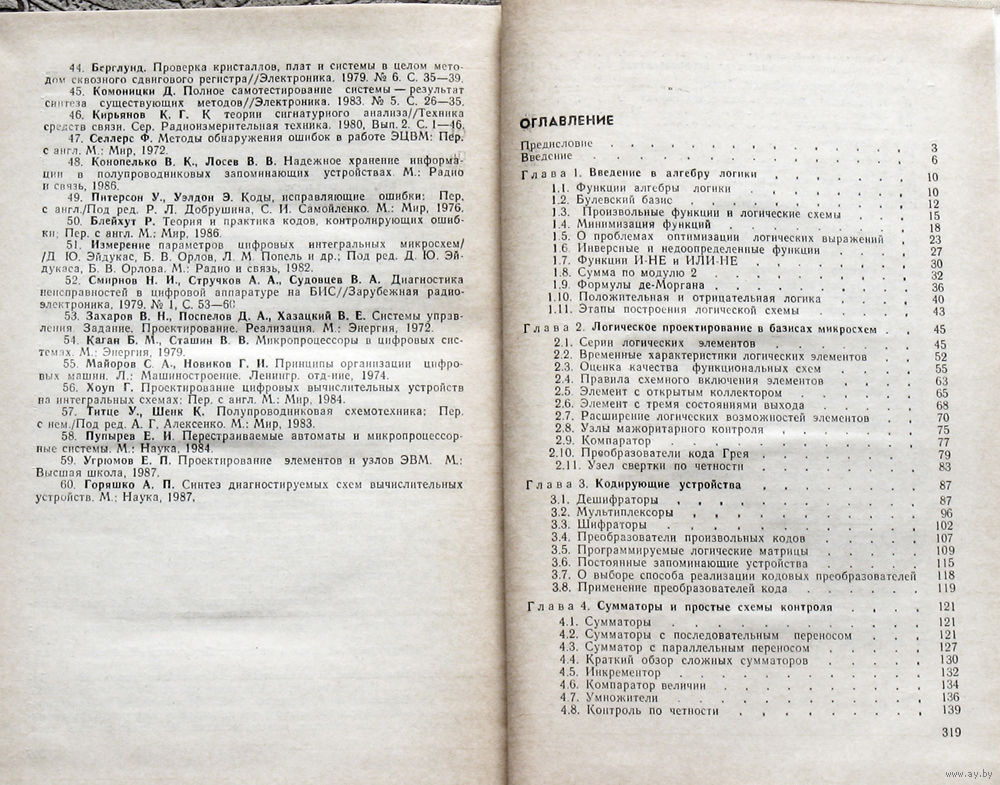 44. Берглунд. Проверка кристаллов, плат и системы в целом мето-
дом сквозного сдвигового регистра//Электроника. 1979. № 6. С. 35—39.
45. Комоницки Д. Полное самотестирование системы — результат
синтеза существующих методов//Электроника. 1983. № 5. С. 26—35.
46. Кирьянов К. Г. К теории сигнатурного анализа//Техника
средств связи. Сер. Радиоизмерительная техника. 1980, Вып. 2. С. 1—46.
47. Селлерс Ф. Методы обнаружения ошибок в работе ЭЦВМ: Пер.
с англ. М.: Мир, 1972.
48. Конопелько В. К., Лосев В. В. Надежное хранение информа-
ции в полупроводниковых запоминающих устройствах. М.: Радио
и связь, 1986.
49. Питерсон У., Уэлдон Э. Коды, исправляющие ошибки: Пер.
с англ./Под ред. Р. Л. Добрушина, С. И. Самойленко. М.: Мир, 1976.
50. Блейхут Р. Теория и практика кодов, контролирующих ошиб-
ки; Пер. с англ. М.: Мир, 1986.
51. Измерение параметров цифровых интегральных микросхем/
/Д. Ю. Эйдукас, Б. В. Орлов, Л. М. Попель и др.; Под ред. Д. Ю. Эй-
дукаса, Б. В. Орлова. М.: Радио и связь, 1982.
52. Смирнов Н. И., Стручков А. А., Судовцев В. А. Диагностика
неисправностей в цифровой аппаратуре на БИС//Зарубежная радио-
электроника. 1979. № 1, С. 53—60.
53. Захаров В. Н., Поспелов Д. А., Хазацкий В. Е. Системы управ-
ления. Задание. Проектирование. Реализация. М.: Энергия, 1972.
54. Каган Б. М., Сташин В. В. Микропроцессоры в цифровых сис-
темах. М.: Энергия, 1979.
55. Майоров С. А., Новиков Г. И. Принципы организации цифро-
вых машин. Л.: Машиностроение. Ленингр. отд-ние, 1974.
56. Хоуп Г. Проектирование цифровых вычислительных устройств
на интегральных схемах: Пер. с англ. М.: Мир, 1984.
57. Титце У., Шенк К. Полупроводниковая схемотехника: Пер.
с нем./Под ред. А. Г. Алексенко. М.: Мир, 1983.
58. Пупырев Е. И. Перестраиваемые автоматы и микропроцессор-
ные системы. М.: Наука, 1984.
59. Угрюмов Е. П. Проектирование элементов и узлов ЭВМ. М.:
Высшая школа, 1987.
60. Горяшко А. П. Синтез диагностируемых схем вычислительных
устройств. М.: Наука, 1987.
ОГЛАВЛЕНИЕ
Предисловие 3
Введение 6
Глава 1. Введение в алгебру логики 10
1.1. Функции алгебры логики 10
1.2. Булевский базис 12
1.3. Произвольные функции и логические схемы 15
1.4. Минимизация функций 18
1.5. О проблемах оптимизации логических выражений 23
1.6. Инверсные и недоопределенные функции 27
1.7. Функции И-НЕ и ИЛИ-НЕ 30
1.8. Сумма по модулю 2 32
1.9. Формулы де-Моргана 36
1.10. Положительная и отрицательная логика 40
1.11. Этапы построения логической схемы 43
Глава 2. Логическое проектирование в базисах микросхем 45
2.1. Серии логических элементов 45
2.2. Временные характеристики логических элементов 52
2.3. Оценка качества функциональных схем 55
2.4. Правила схемного включения элементов 63
2.5. Элемент с открытым коллектором 65
2.6. Элемент с тремя состояниями выхода 68
2.7. Расширение логических возможностей элементов 70
2.8. Узлы мажоритарного контроля 75
2.9. Компаратор 77
2.10. Преобразователи кода Грея 79
2.11. Узел свертки по четности 83
Глава 3. Кодирующие устройства 87
3.1. Дешифраторы 87
3.2. Мультиплексоры 96
3.3. Шифраторы 102
3.4. Преобразователи произвольных кодов 107
3.5. Программируемые логические матрицы 109
3.6. Постоянные запоминающие устройства 115
3.7. О выборе способа реализации кодовых преобразователей 118
3.8. Применение преобразователей кода 119
Глава 4. Сумматоры и простые схемы контроля 121
4.1. Сумматоры 121
4.2. Сумматоры с последовательным переносом 121
4.3. Сумматор с параллельным переносом 127
4.4. Краткий обзор сложных сумматоров 130
4.5. Инкрементор 132
4.6. Компаратор величин 134
4.7. Умножители 136
4.8. Контроль по четности 139
319
www.ay.by